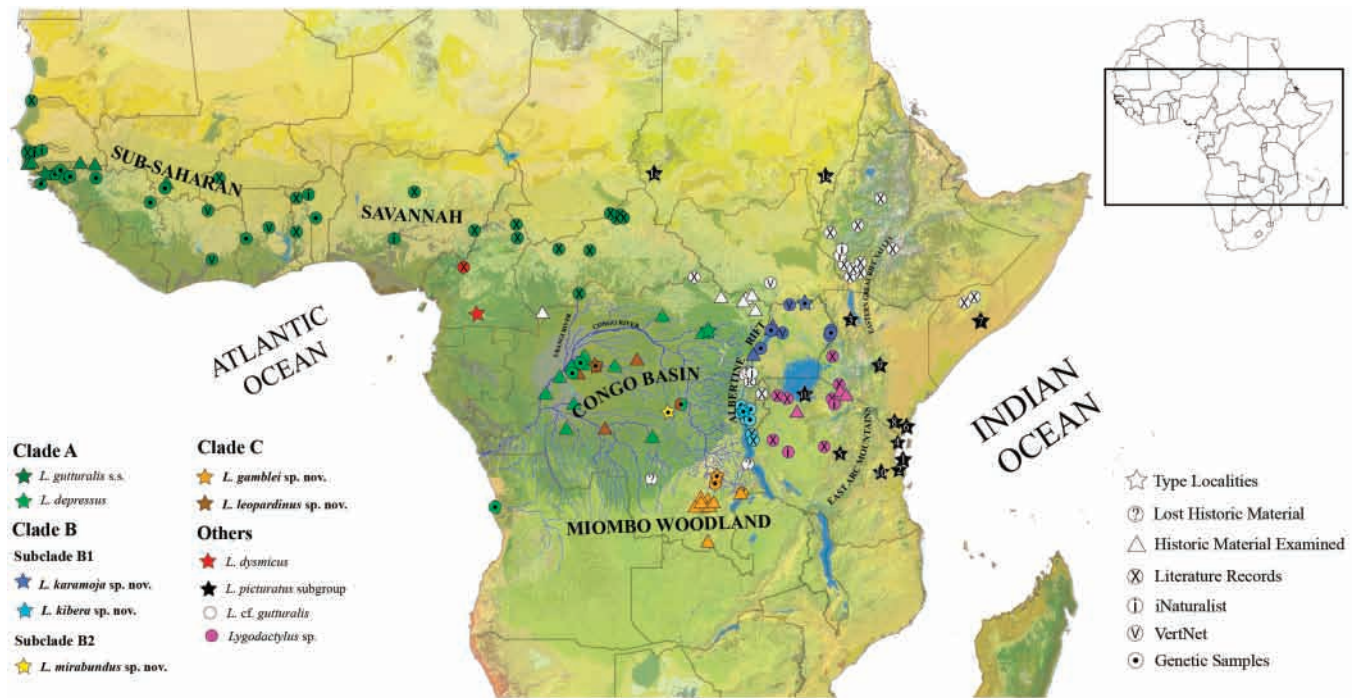 SUB-SAHARAN
SAVANNAH
ATLANTIC
OCEAN
UBANGI RIVER
CONGO RIVER
CONGO BASIN
ALBERTINE
RIFT
EAST ARC MOUNTAINS
MIOMBO WOODLAND
INDIAN
OCEAN
Clade A
L. gutturalis s.s.
L. depressus
Clade B
Subclade B1
L. karamoja sp. nov.
L. kibera sp. nov.
Subclade B2
L. mirabundus sp. nov.
Clade C
L. gamblei sp. nov.
L. leopardinus sp. nov.
Others
L. dysmicus
L. picturatus subgroup
L. cf. gutturalis
Lygodactylus sp.
Type Localities
Lost Historic Material
Historic Material Examined
Literature Records
iNaturalist
VertNet
Genetic Samples